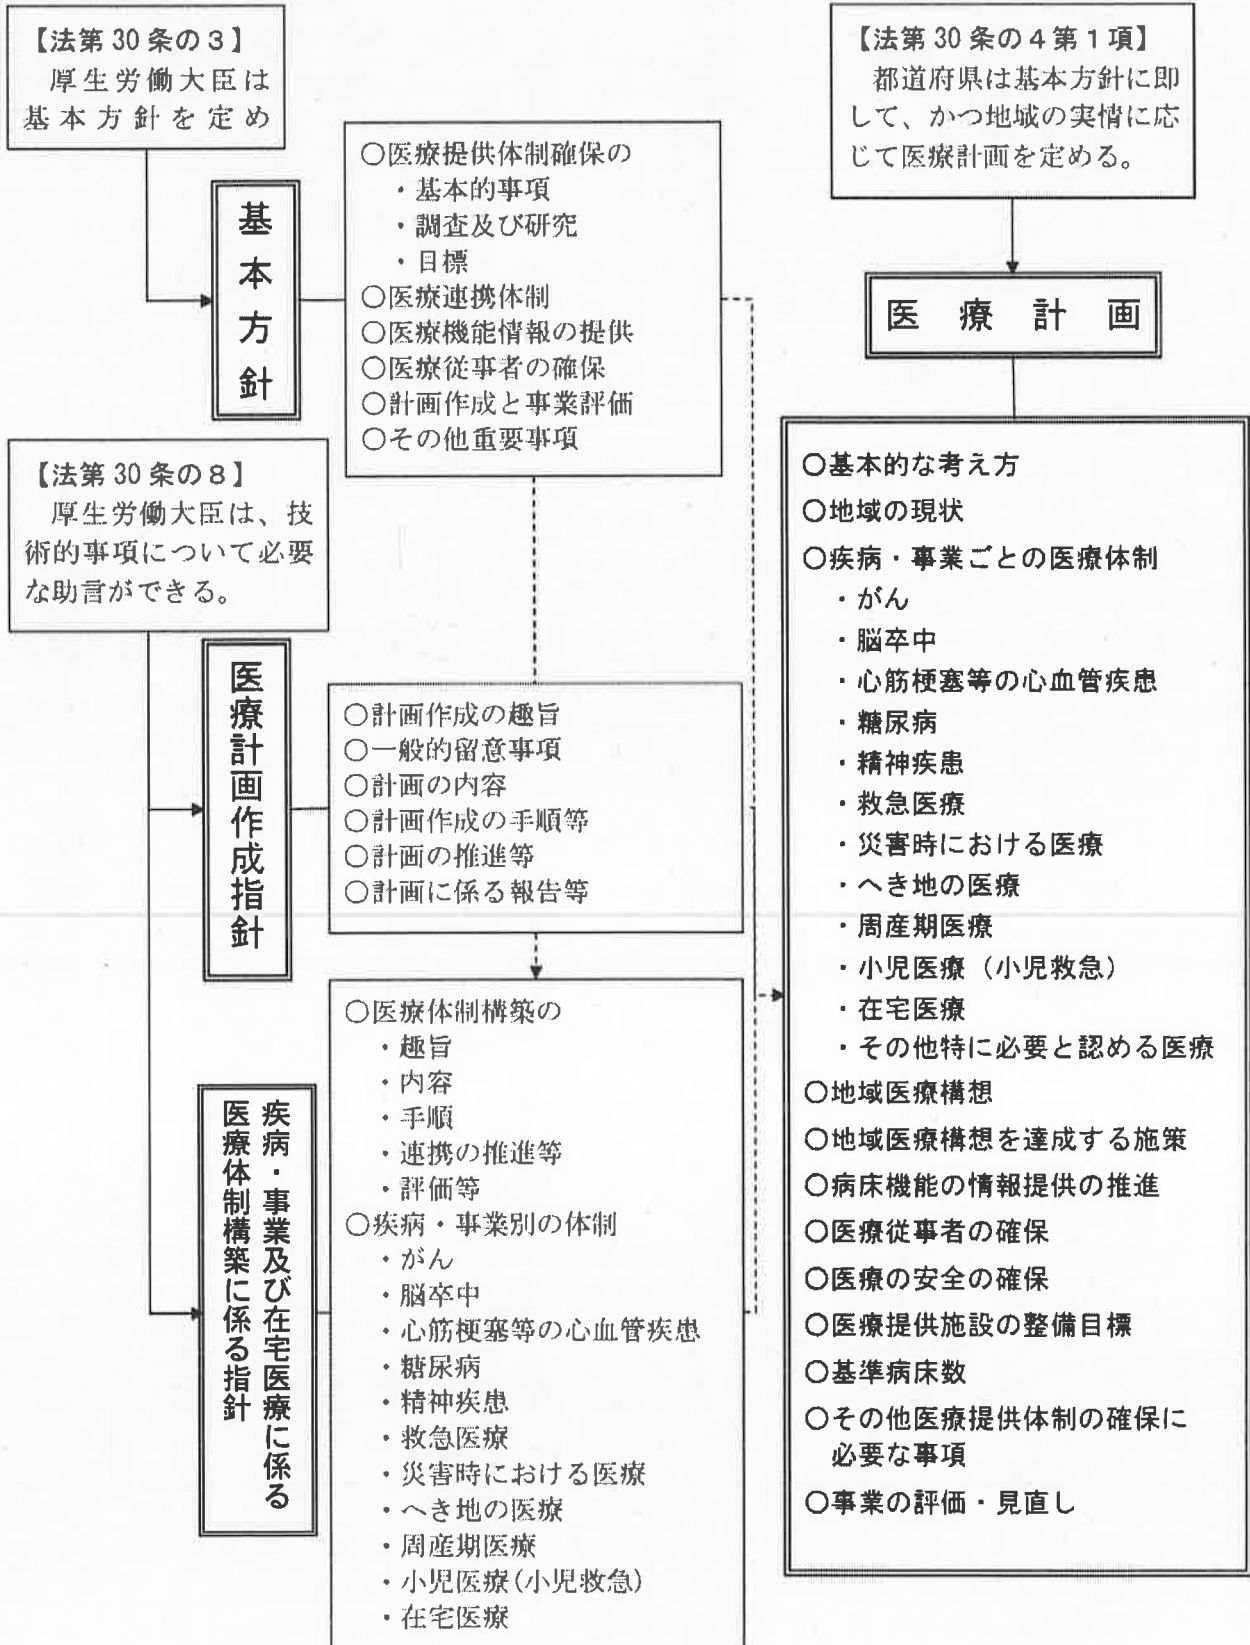 【法第30条の3】
厚生労働大臣は
基本方針を定め
基本方針
○医療提供体制確保の
・基本的事項
・調査及び研究
・目標
○医療連携体制
○医療機能情報の提供
○医療従事者の確保
○計画作成と事業評価
○その他重要事項
【法第30条の8】
厚生労働大臣は、技
術的事項について必要
な助言ができる。
医療計画作成指針
○計画作成の趣旨
○一般的留意事項
○計画の内容
○計画作成の手順等
○計画の推進等
○計画に係る報告等
疾病・事業及び在宅医療に係る
医療体制構築に係る指針
○医療体制構築の
・趣旨
・内容
・手順
・連携の推進等
・評価等
○疾病・事業別の体制
・がん
・脳卒中
・心筋梗塞等の心血管疾患
・糖尿病
・精神疾患
・救急医療
・災害時における医療
・へき地の医療
・周産期医療
・小児医療(小児救急)
・在宅医療
【法第30条の4第1項】
都道府県は基本方針に即
して、かつ地域の実情に応
じて医療計画を定める。
医療計画
○基本的な考え方
○地域の現状
○疾病・事業ごとの医療体制
・がん
・脳卒中
・心筋梗塞等の心血管疾患
・糖尿病
・精神疾患
・救急医療
・災害時における医療
・へき地の医療
・周産期医療
・小児医療（小児救急）
・在宅医療
・その他特に必要と認める医療
○地域医療構想
○地域医療構想を達成する施策
○病床機能の情報提供の推進
○医療従事者の確保
○医療の安全の確保
○医療提供施設の整備目標
○基準病床数
○その他医療提供体制の確保に
必要な事項
○事業の評価・見直し